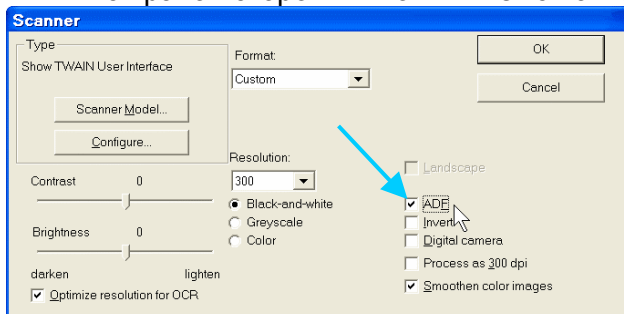 Scanner
Type
Show TWAIN User Interface
Scanner Model...
Configure...
Format:
Custom
OK
Cancel
Resolution:
300
Black-and-white
Greyscale
Color
Contrast 0
Brightness 0
darken lighten
Optimize resolution for OCR
Landscape
ADF
Invert
Digital camera
Process as 300 dpi
Smoothen color images